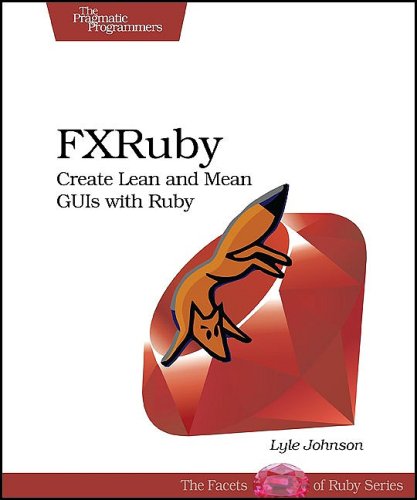 The
Pragmatic
Programmers
FXRuby
Create Lean and Mean
GUIs with Ruby
Lyle Johnson
The Facets of Ruby Series